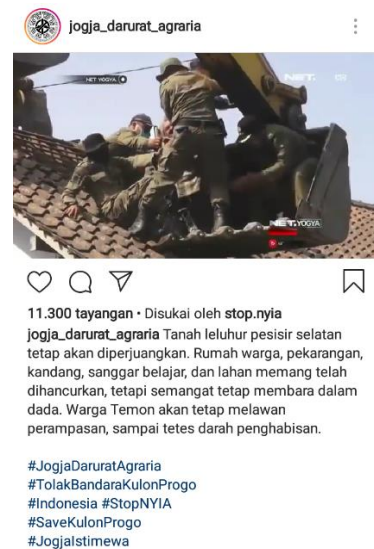 jogja_darurat_agraria
NET YOGYA.
NET.
NET. YOGYA
11.300 tayangan • Disukai oleh stop.nyia
jogja_darurat_agraria Tanah leluhur pesisir selatan
tetap akan diperjuangkan. Rumah warga, pekarangan,
kandang, sanggar belajar, dan lahan memang telah
dihancurkan, tetapi semangat tetap membara dalam
dada. Warga Temon akan tetap melawan
perampasan, sampai tetes darah penghabisan.
#JogjaDaruratAgraria
#TolakBandaraKulonProgo
#Indonesia #StopNYIA
#SaveKulonProgo
#JogjaIstimewa